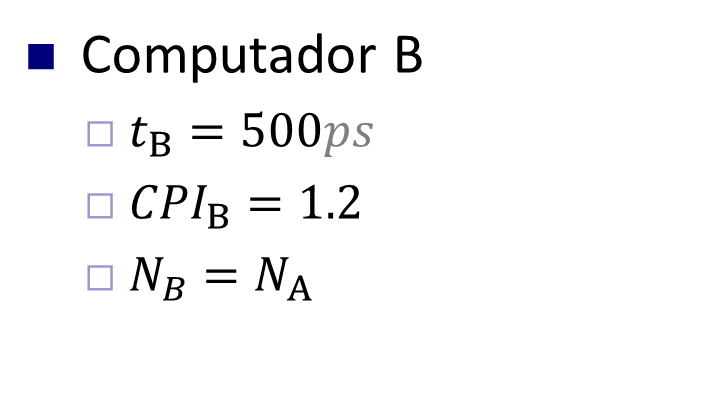 Computador B
t_B = 500ps
CPI_B = 1.2
N_B = N_A